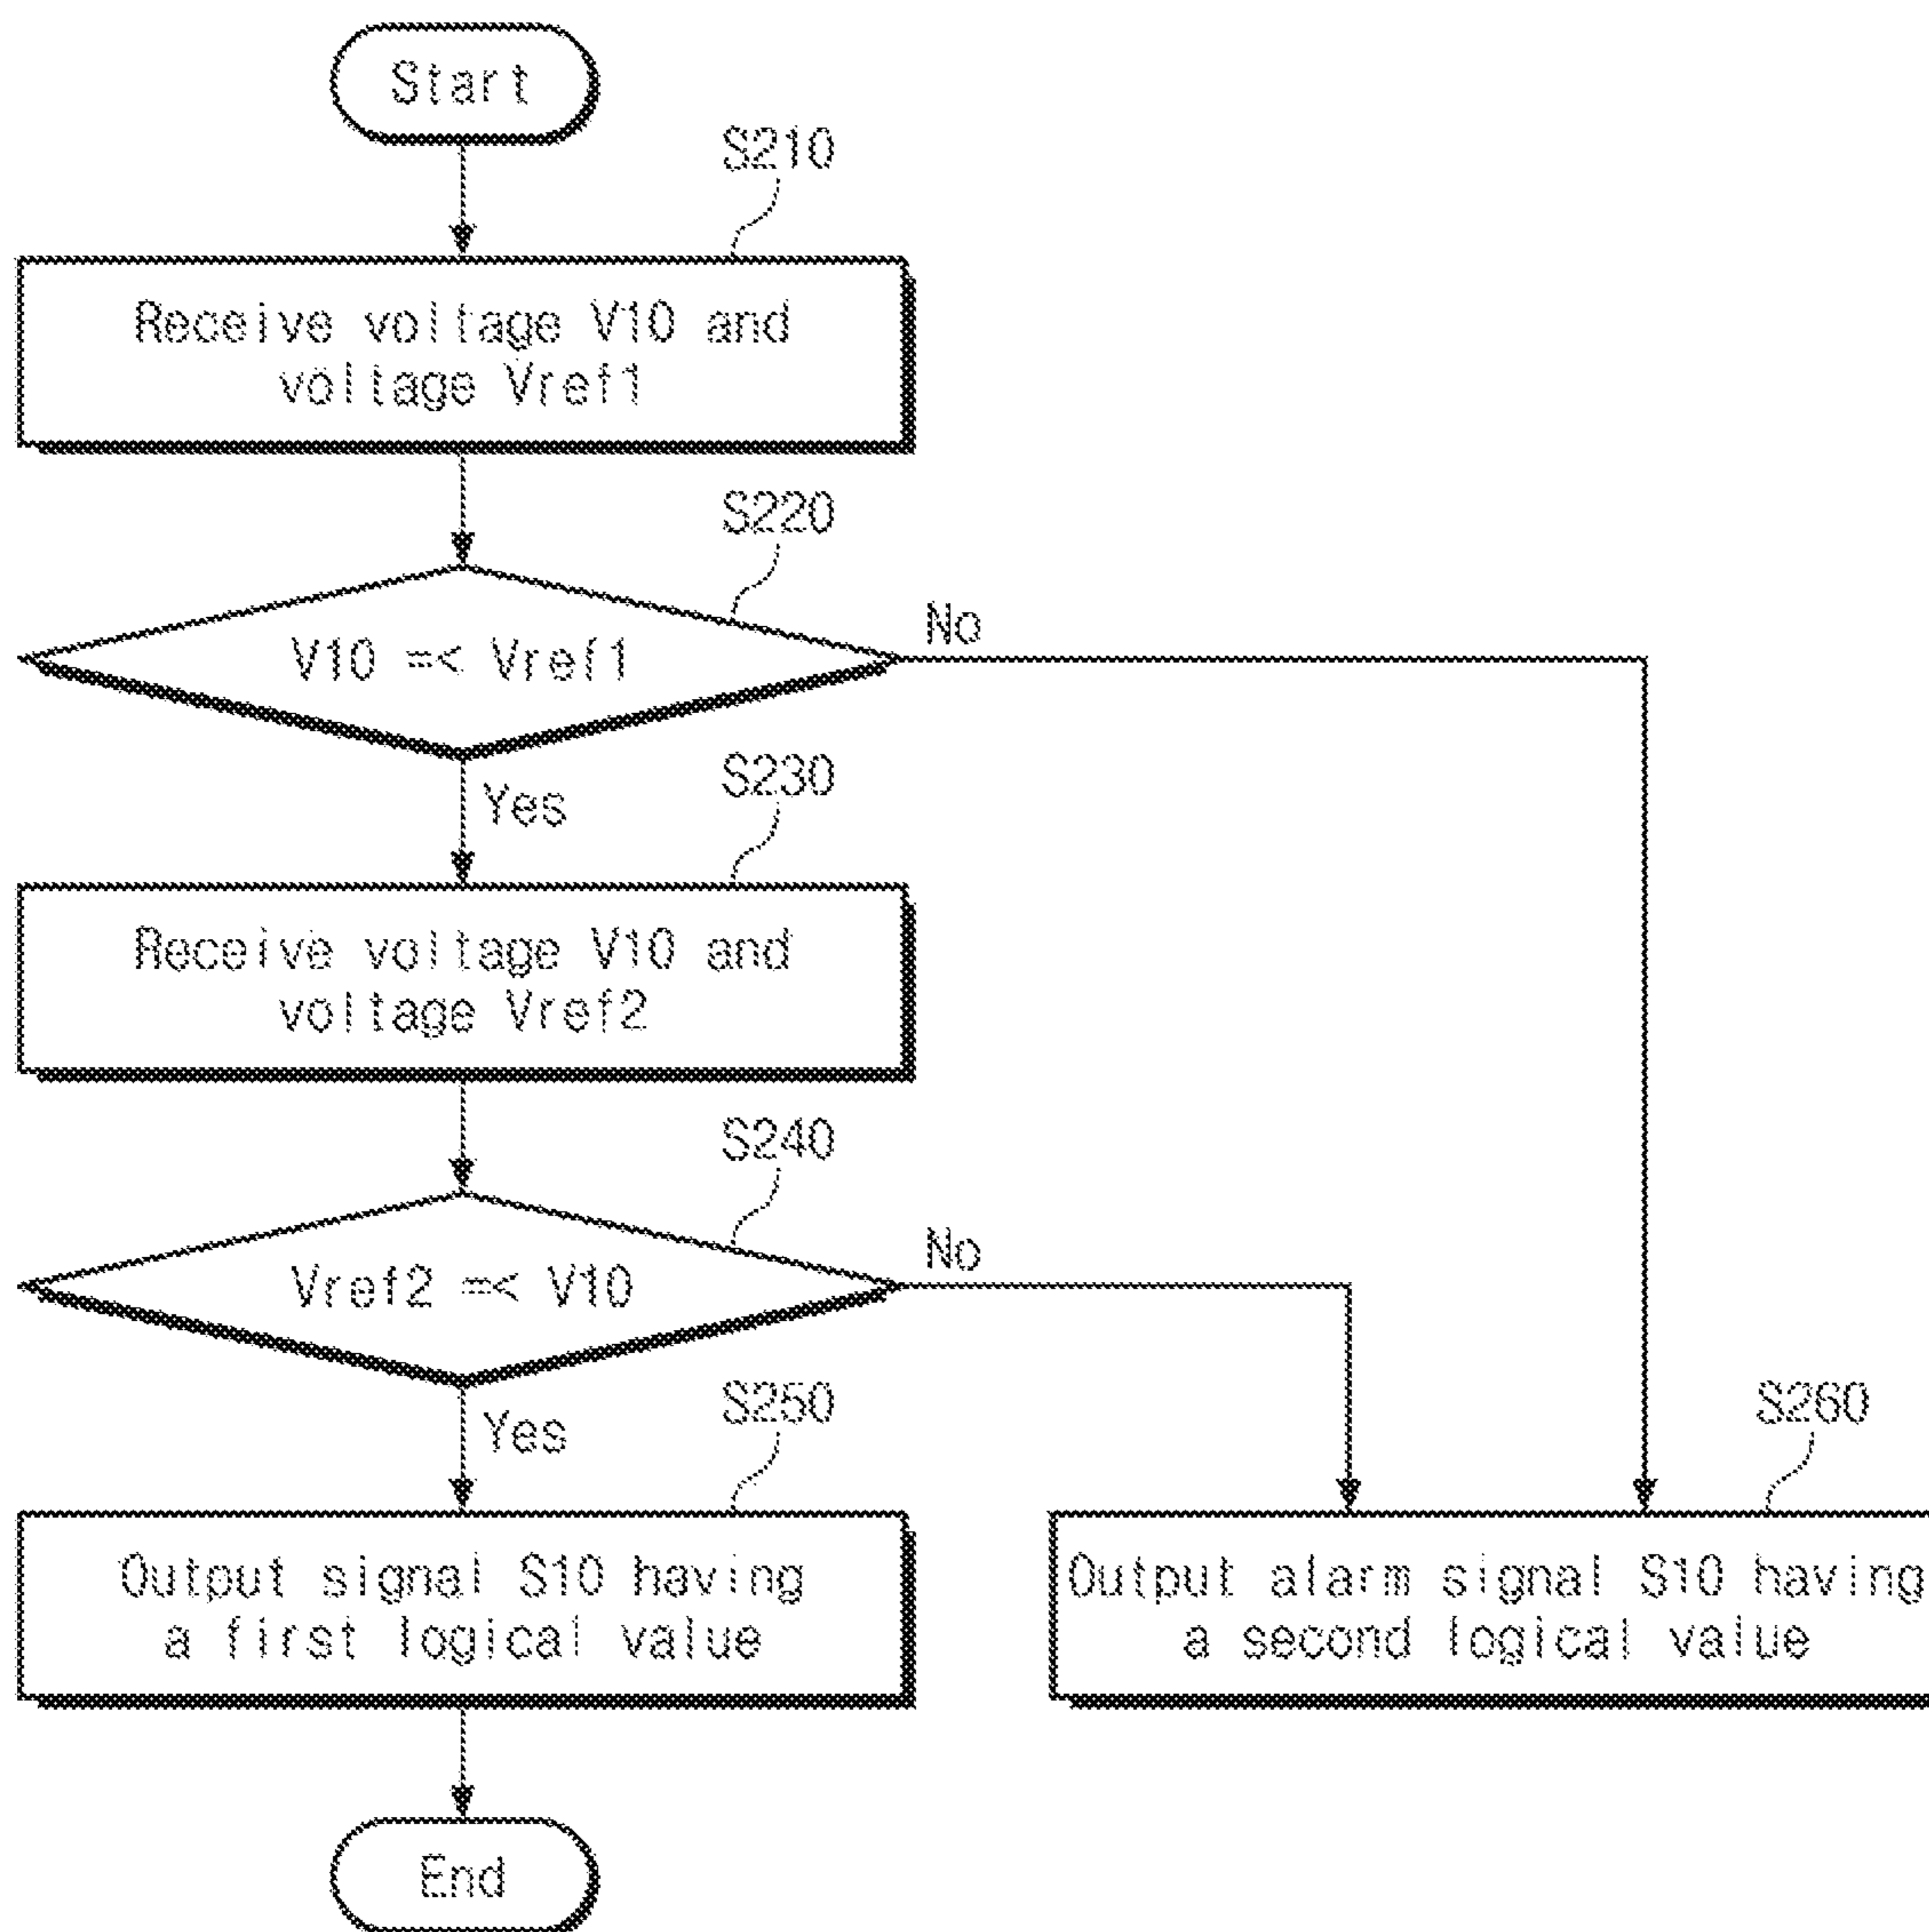 Start
S210
Receive voltage V10 and
voltage Vref1
S220
V10 =< Vref1
No
Yes
S230
Receive voltage V10 and
voltage Vref2
S240
Vref2 =< V10
No
Yes
S250
Output signal S10 having
a first logical value
S260
Output alarm signal S10 having
a second logical value
End